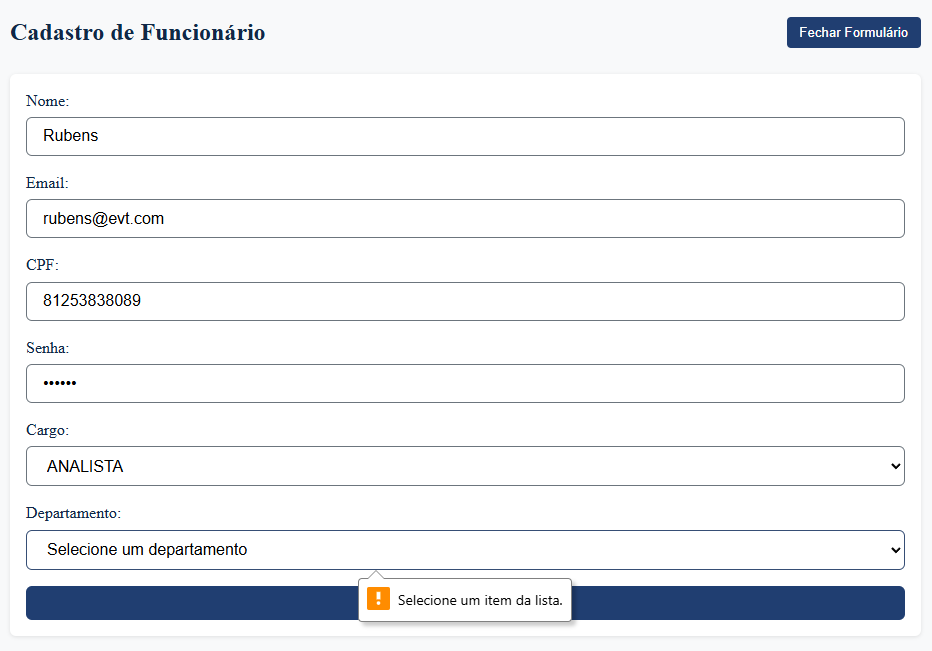 Cadastro de Funcionário
Fechar Formulário
Nome:
Rubens
Email:
rubens@evt.com
CPF:
81253838089
Senha:
••••••
Cargo:
ANALISTA
Departamento:
Selecione um departamento
Selecione um item da lista.